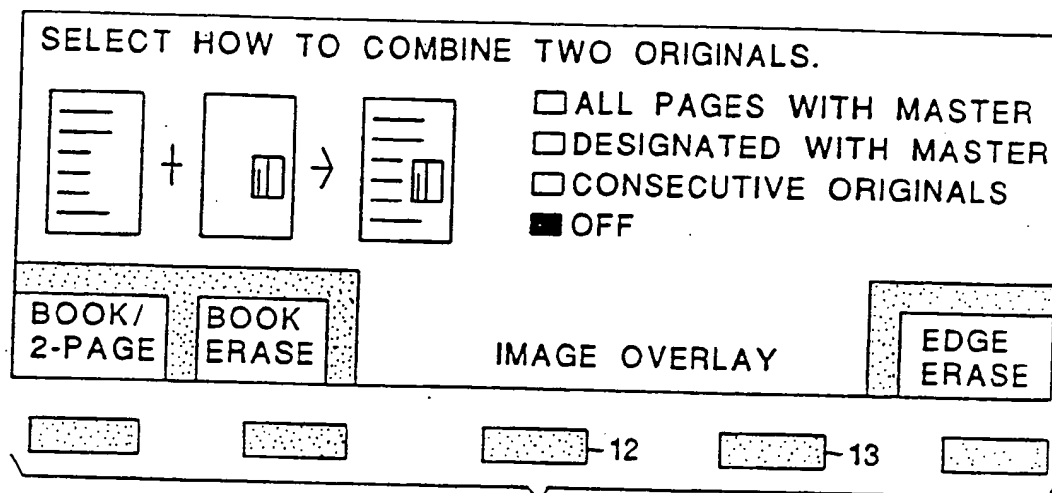 SELECT HOW TO COMBINE TWO ORIGINALS.
ALL PAGES WITH MASTER
DESIGNATED WITH MASTER
CONSECUTIVE ORIGINALS
OFF
BOOK/
2-PAGE
BOOK
ERASE
IMAGE OVERLAY
EDGE
ERASE
12
13